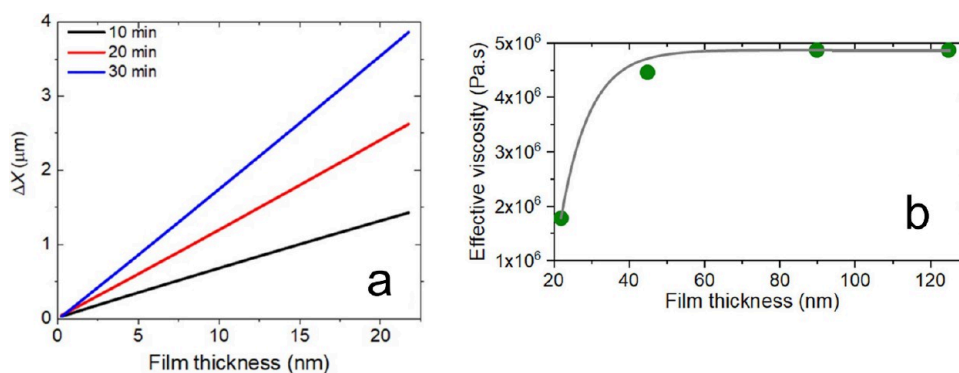 4
3
2
1
0
ΔX (μm)
10 min
20 min
30 min
a
0 5 10 15 20
Film thickness (nm)
5x10⁶
4x10⁶
3x10⁶
2x10⁶
1x10⁶
Effective viscosity (Pa.s)
b
20 40 60 80 100 120
Film thickness (nm)